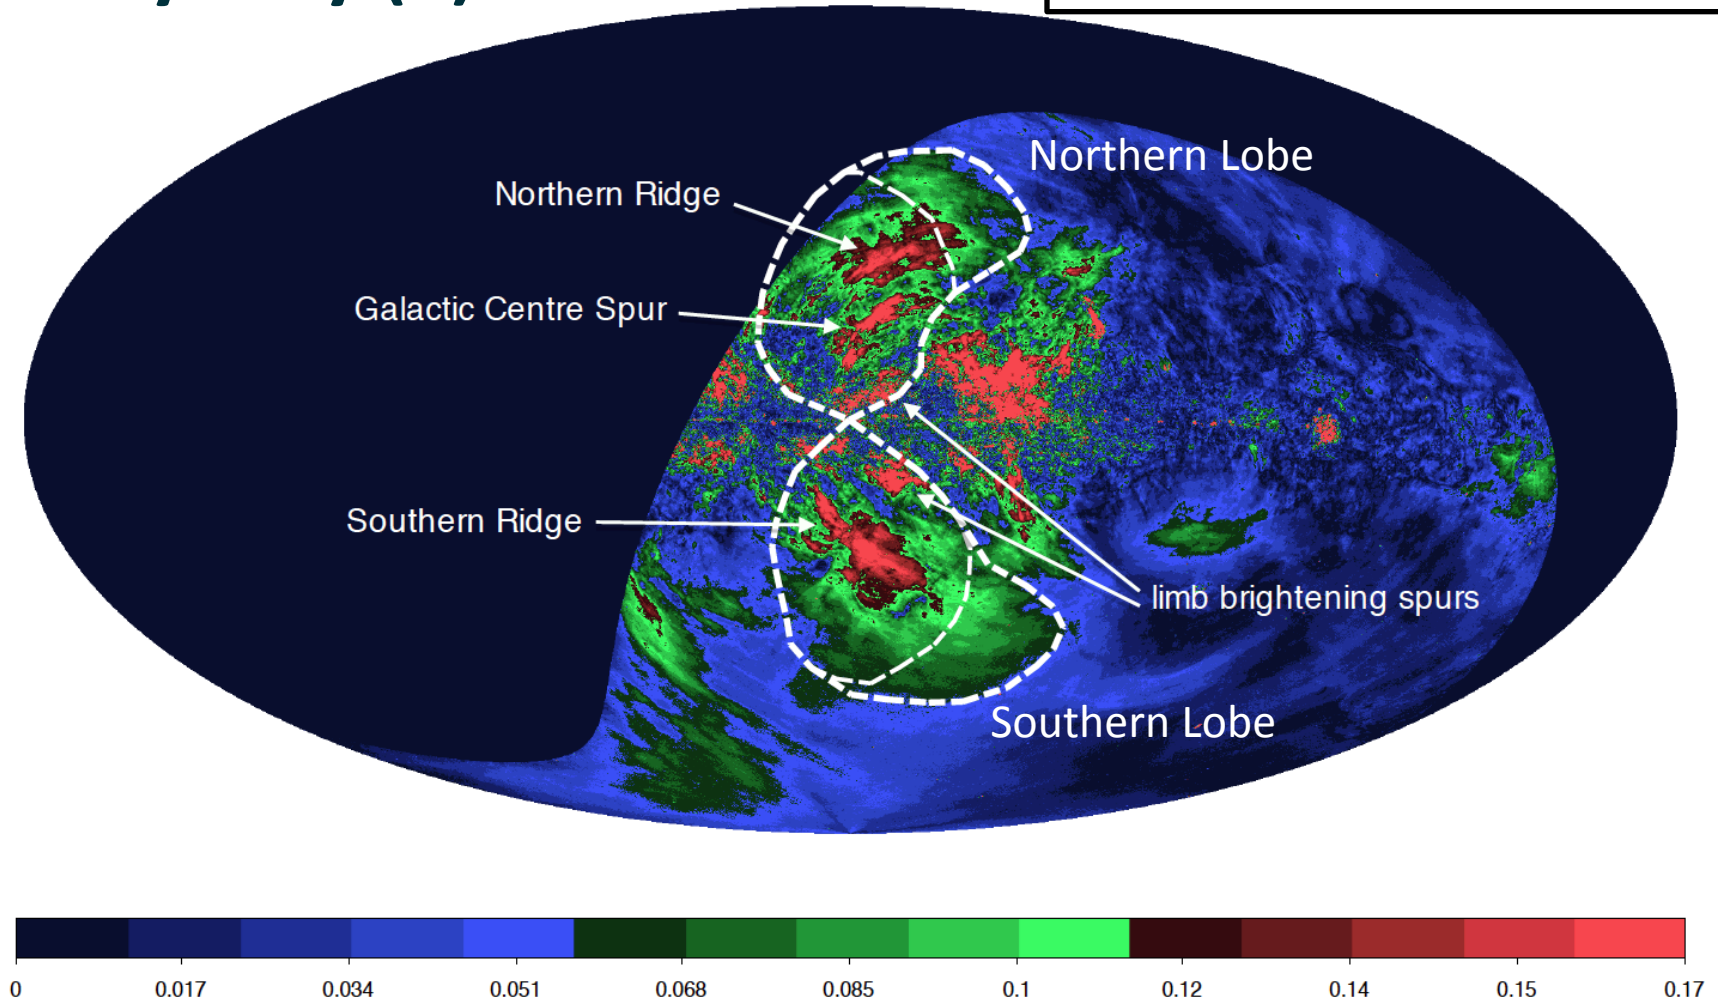 Northern Lobe
Northern Ridge
Galactic Centre Spur
Southern Ridge
limb brightening spurs
Southern Lobe
0 0.017 0.034 0.051 0.068 0.085 0.1 0.12 0.14 0.15 0.17